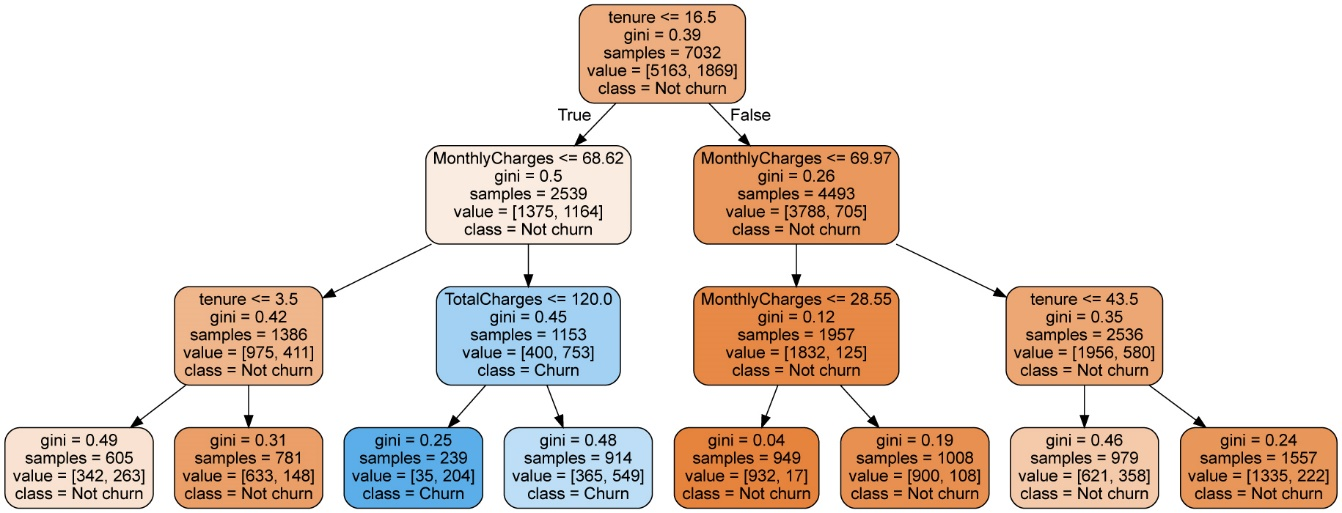 tenure <= 16.5
gini = 0.39
samples = 7032
value = [5163, 1869]
class = Not churn
True
False
MonthlyCharges <= 68.62
gini = 0.5
samples = 2539
value = [1375, 1164]
class = Not churn
MonthlyCharges <= 69.97
gini = 0.26
samples = 4493
value = [3788, 705]
class = Not churn
tenure <= 3.5
gini = 0.42
samples = 1386
value = [975, 411]
class = Not churn
TotalCharges <= 120.0
gini = 0.45
samples = 1153
value = [400, 753]
class = Churn
MonthlyCharges <= 28.55
gini = 0.12
samples = 1957
value = [1832, 125]
class = Not churn
tenure <= 43.5
gini = 0.35
samples = 2536
value = [1956, 580]
class = Not churn
gini = 0.49
samples = 605
value = [342, 263]
class = Not churn
gini = 0.31
samples = 781
value = [633, 148]
class = Not churn
gini = 0.25
samples = 239
value = [35, 204]
class = Churn
gini = 0.48
samples = 914
value = [365, 549]
class = Churn
gini = 0.04
samples = 949
value = [932, 17]
class = Not churn
gini = 0.19
samples = 1008
value = [900, 108]
class = Not churn
gini = 0.46
samples = 979
value = [621, 358]
class = Not churn
gini = 0.24
samples = 1557
value = [1335, 222]
class = Not churn